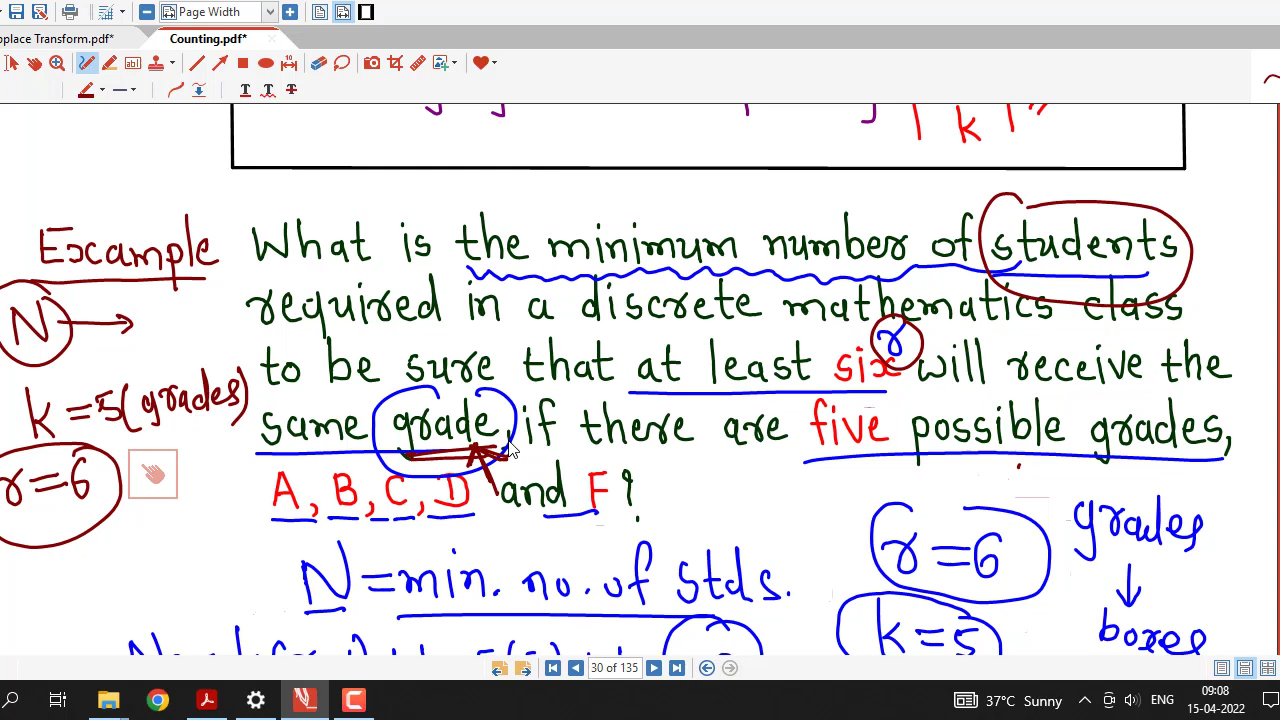 Page Width
pplace Transform.pdf*
Counting.pdf*
10
T T T
k
Example What is the minimum number of students
N required in a discrete mathematics class
r
to be sure that at least six will receive the
k = 5 (grades)
same grade, if there are five possible grades,
r = 6
A, B, C, D and F?
r = 6 grades
N = min. no. of stds.
k = 5 boxes
30 of 135
37°C Sunny
ENG
09:08
15-04-2022